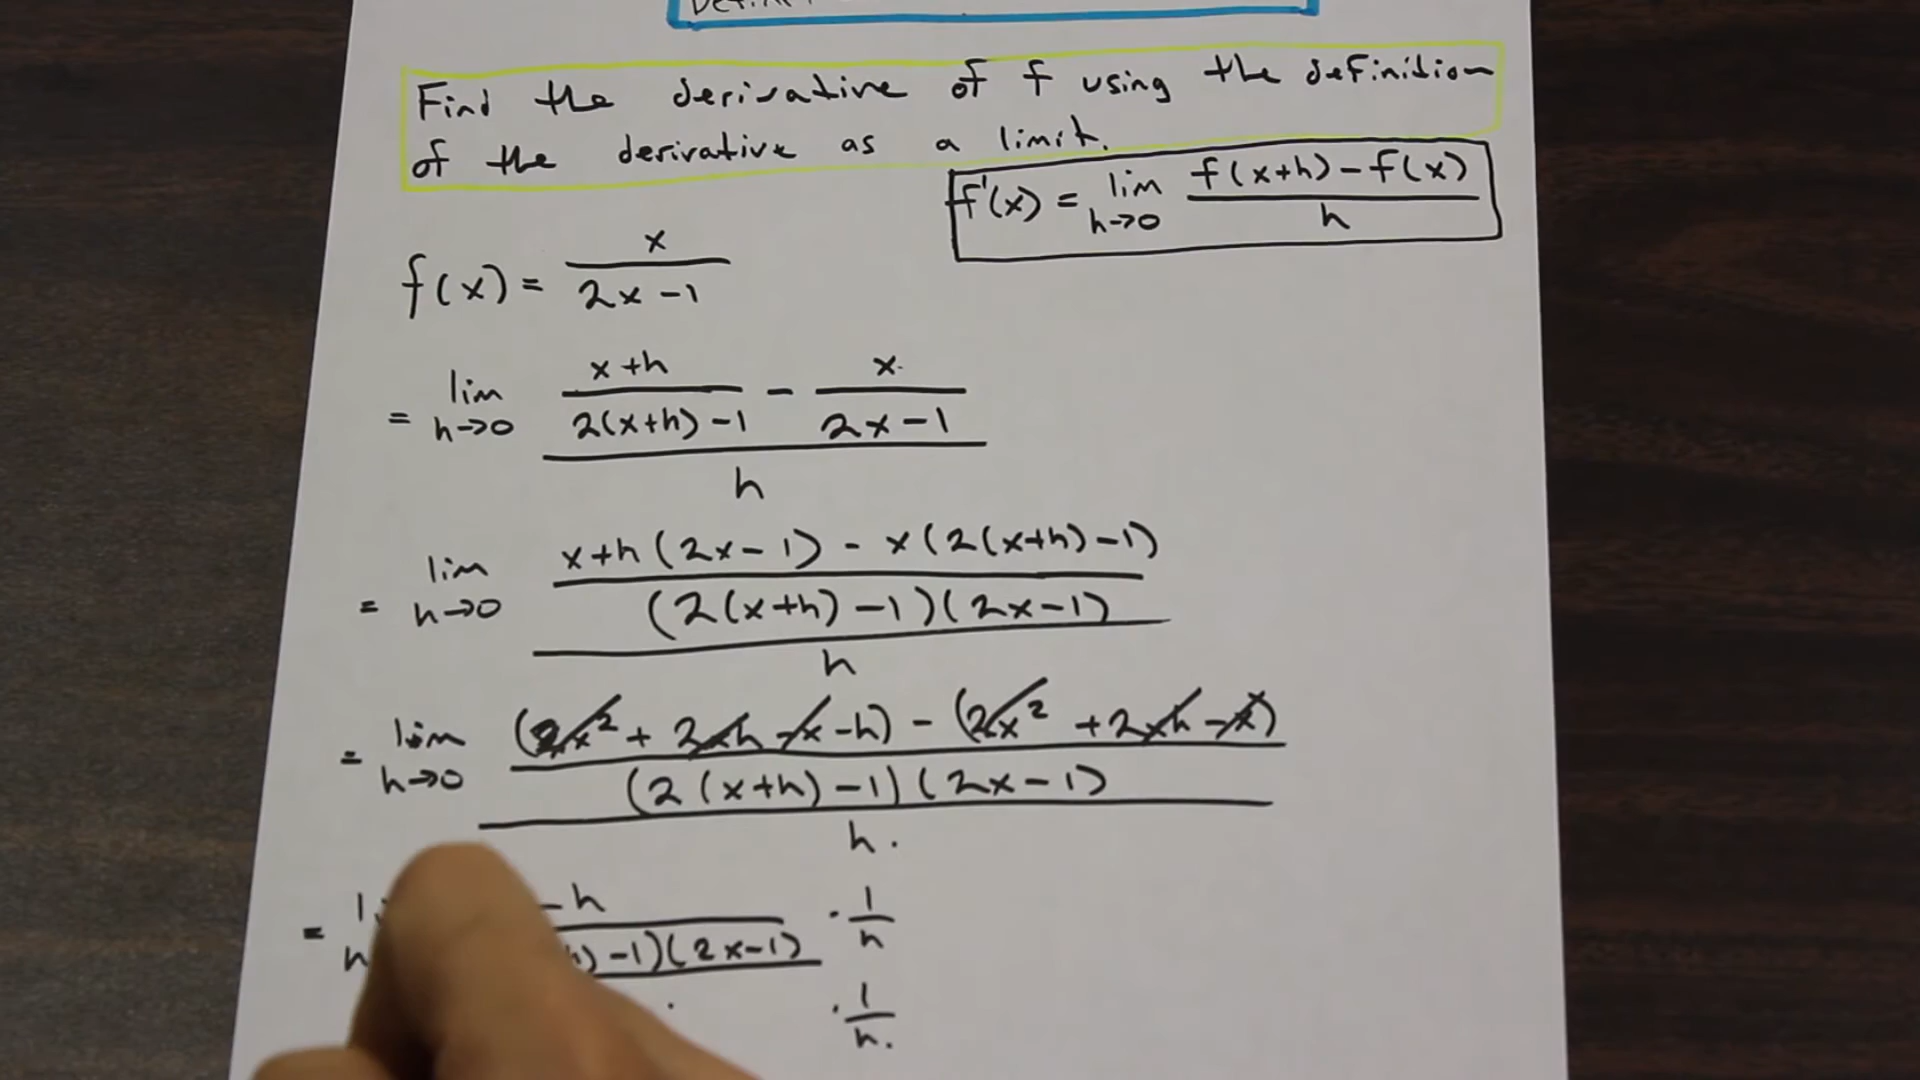 Find the derivative of f using the definition
of the derivative as a limit.
f'(x) = lim h→0 f(x+h) - f(x) / h
f(x) = x / 2x - 1
= lim h→0 x+h / 2(x+h) - 1 - x / 2x - 1 / h
= lim h→0 x+h (2x - 1) - x(2(x+h) - 1) / (2(x+h) - 1)(2x - 1) / h
= lim h→0 (2x² + 2xh - x - h) - (2x² + 2xh - x) / (2(x+h) - 1)(2x - 1) / h.
= -h / ) - 1)(2x - 1) · 1/h
· 1/h.